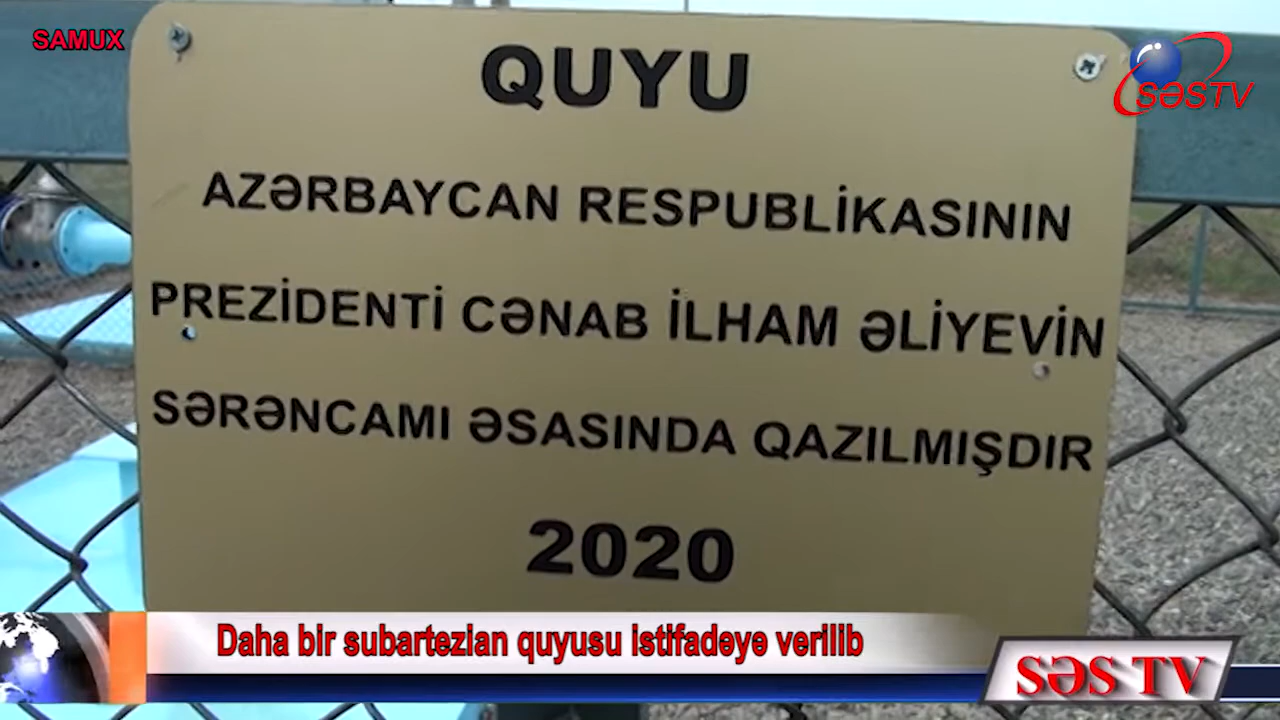 SAMUX
SƏSTV
QUYU
AZƏRBAYCAN RESPUBLİKASININ
PREZİDENTİ CƏNAB İLHAM ƏLİYEVİN
SƏRƏNCAMI ƏSASINDA QAZILMIŞDIR
2020
Daha bir subartezian quyusu istifadəyə verilib
SƏS TV